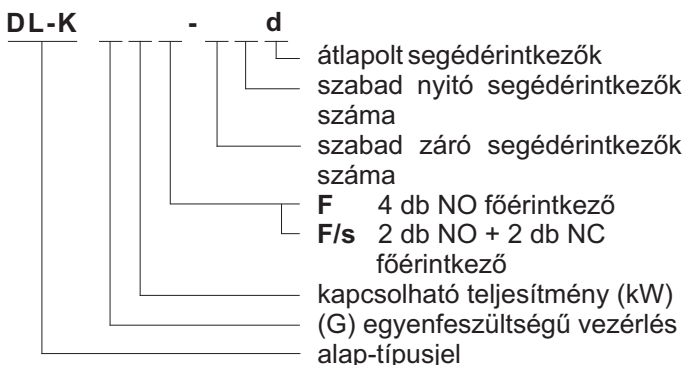 DL-K - d
átlapolt segédérintkezők
szabad nyitó segédérintkezők
száma
szabad záró segédérintkezők
száma
F 4 db NO főérintkező
F/s 2 db NO + 2 db NC
főérintkező
kapcsolható teljesítmény (kW)
(G) egyenfeszültségű vezérlés
alap-típusjel